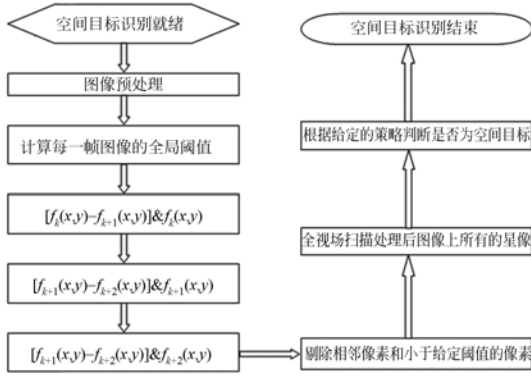 空间目标识别就绪
图像预处理
计算每一帧图像的全局阈值
[fk(x,y)−fk+1(x,y)]&fk(x,y)
[fk+1(x,y)−fk+2(x,y)]&fk+1(x,y)
[fk+1(x,y)−fk+2(x,y)]&fk+2(x,y)
剔除相邻像素和小于给定阈值的像素
全视场扫描处理后图像上所有的星像
根据给定的策略判断是否为空间目标
空间目标识别结束